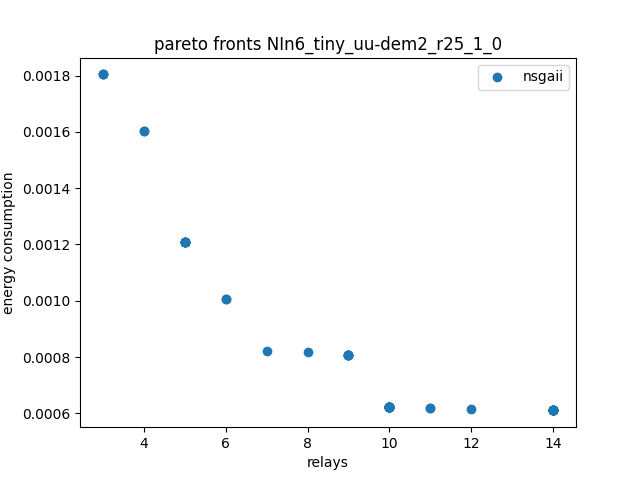 pareto fronts NIn6_tiny_uu-dem2_r25_1_0
nsgaii
0.0018
0.0016
0.0014
0.0012
0.0010
0.0008
0.0006
energy consumption
4 6 8 10 12 14
relays